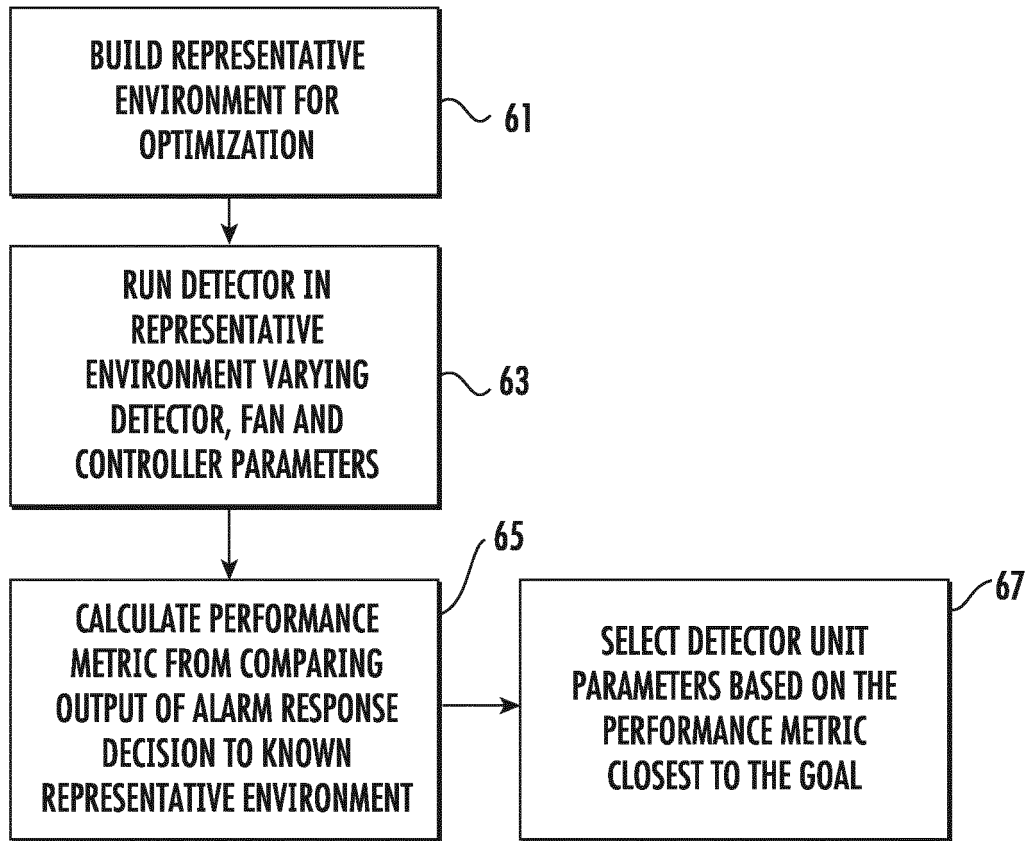 BUILD REPRESENTATIVE
ENVIRONMENT FOR
OPTIMIZATION
61
RUN DETECTOR IN
REPRESENTATIVE
ENVIRONMENT VARYING
DETECTOR, FAN AND
CONTROLLER PARAMETERS
63
CALCULATE PERFORMANCE
METRIC FROM COMPARING
OUTPUT OF ALARM RESPONSE
DECISION TO KNOWN
REPRESENTATIVE ENVIRONMENT
65
SELECT DETECTOR UNIT
PARAMETERS BASED ON THE
PERFORMANCE METRIC
CLOSEST TO THE GOAL
67